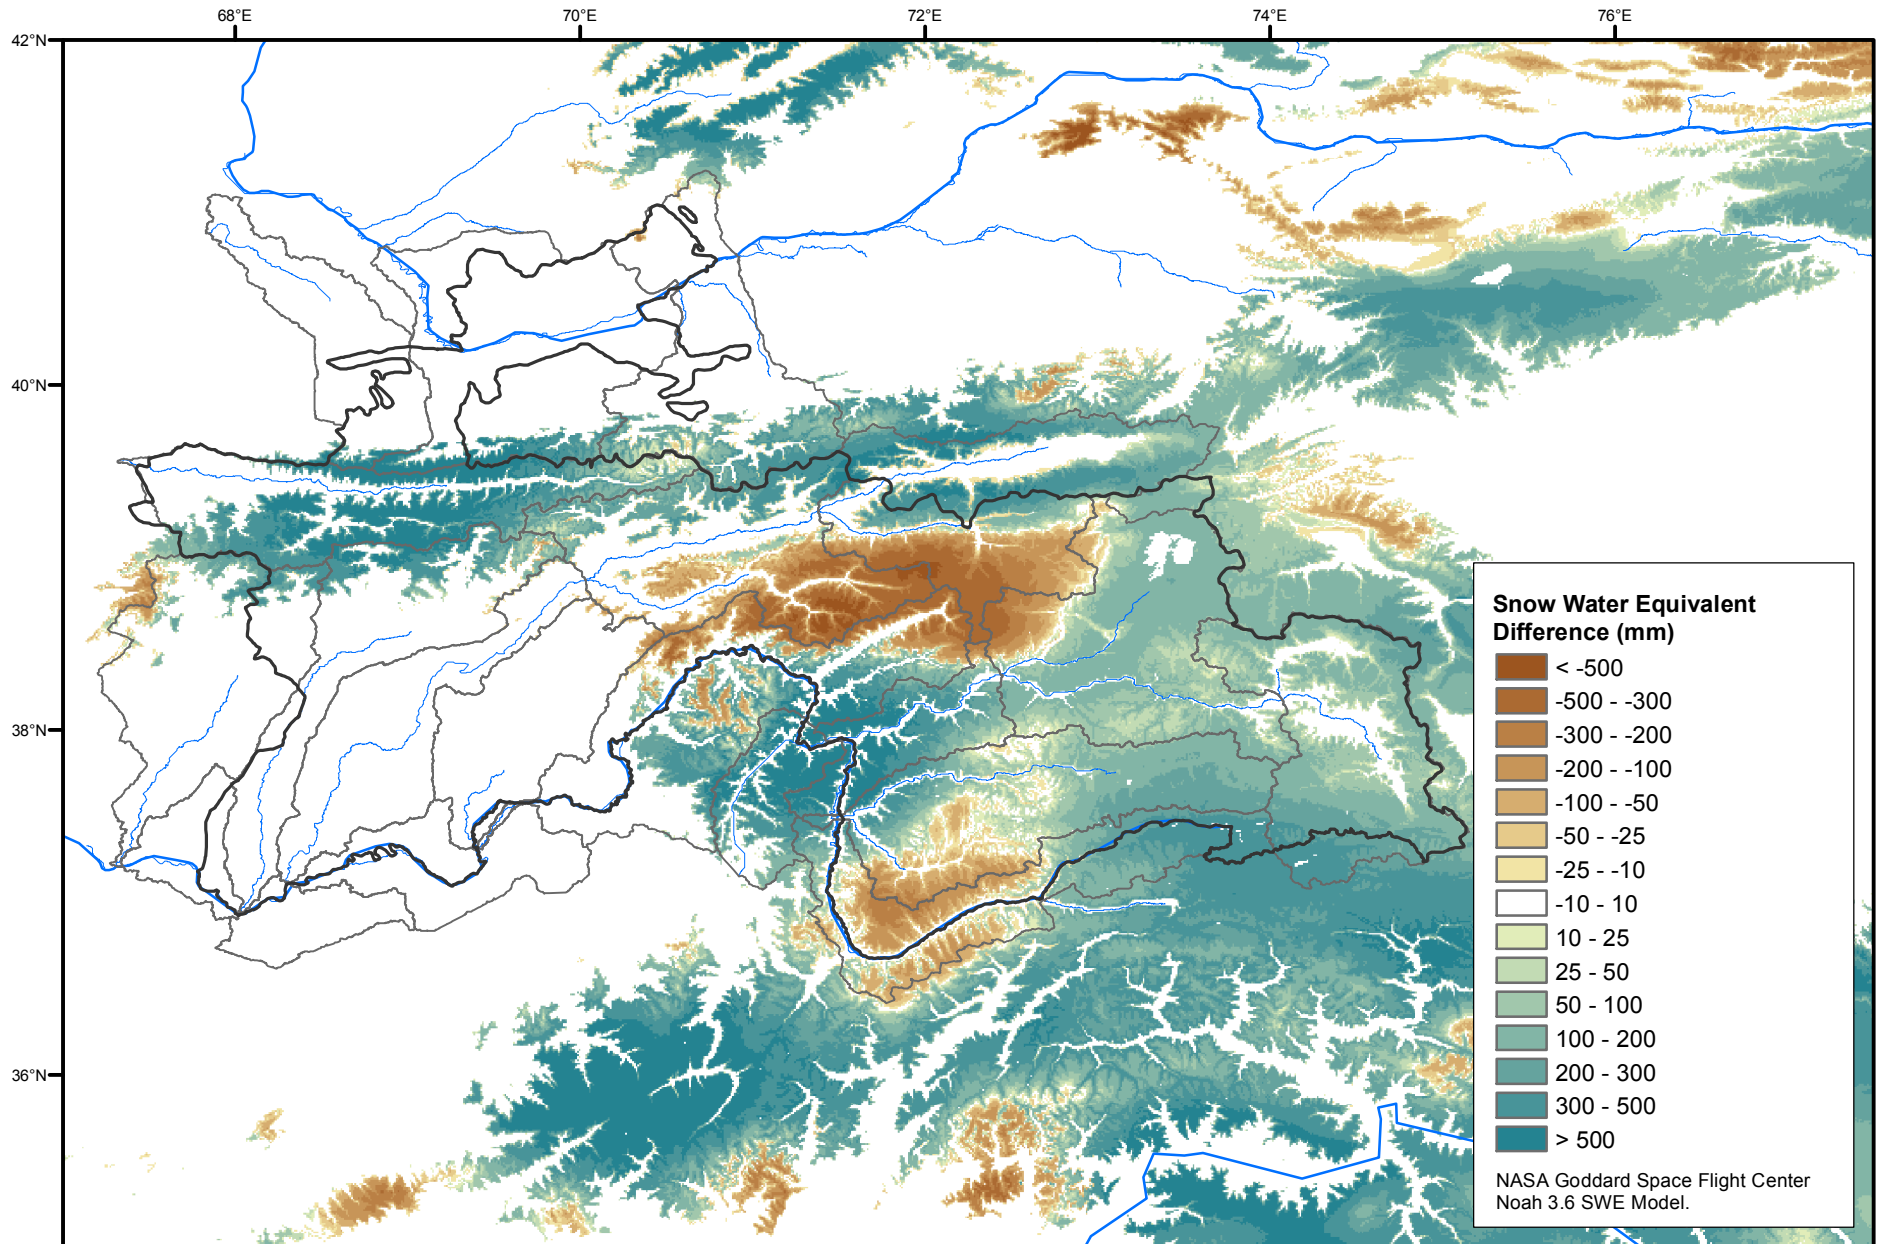 68°E 70°E 72°E 74°E 76°E
42°N
40°N
38°N
36°N
Snow Water Equivalent
Difference (mm)
< -500
-500 - -300
-300 - -200
-200 - -100
-100 - -50
-50 - -25
-25 - -10
-10 - 10
10 - 25
25 - 50
50 - 100
100 - 200
200 - 300
300 - 500
> 500
NASA Goddard Space Flight Center
Noah 3.6 SWE Model.